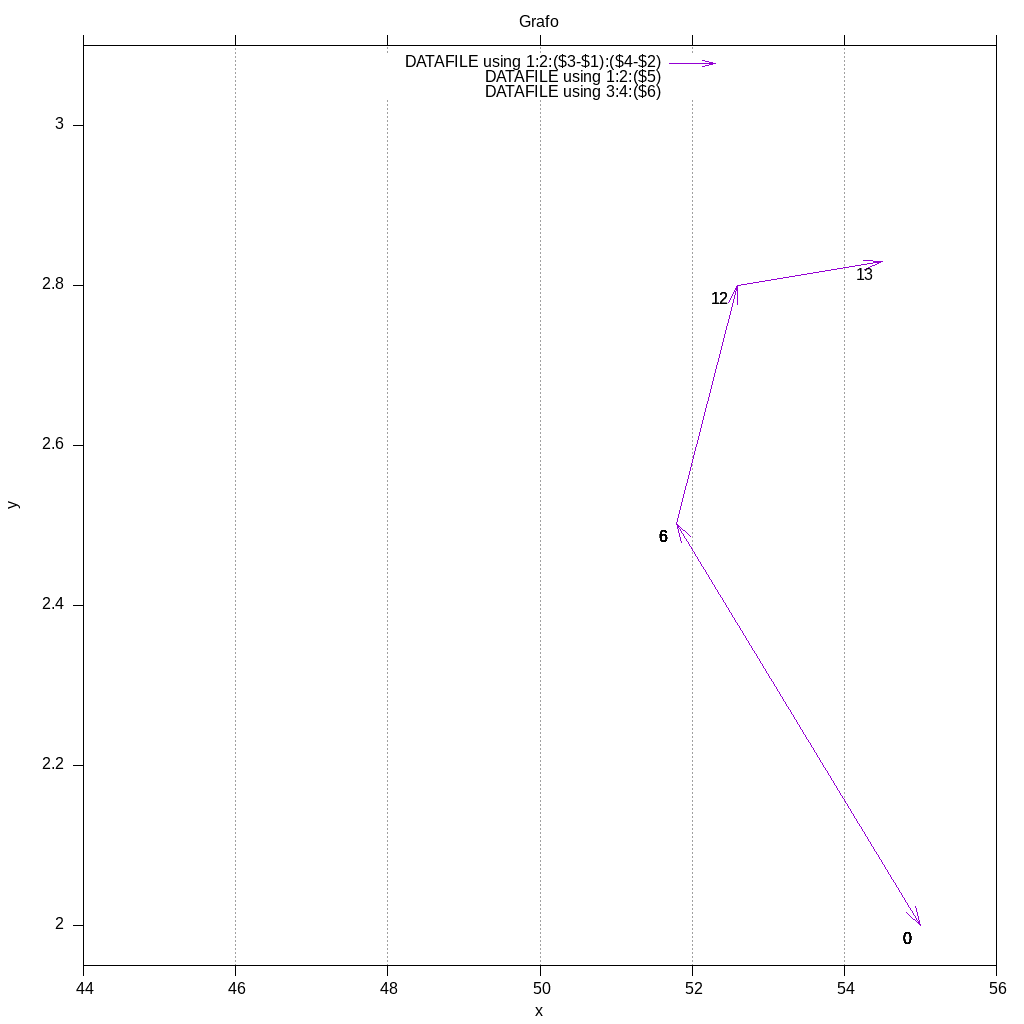 Grafo
DATAFILE using 1:2:($3-$1):($4-$2)
DATAFILE using 1:2:($5)
DATAFILE using 3:4:($6)
3
2.8
13
12
2.6
y
6
2.4
2.2
2
0
44 46 48 50 52 54 56
x